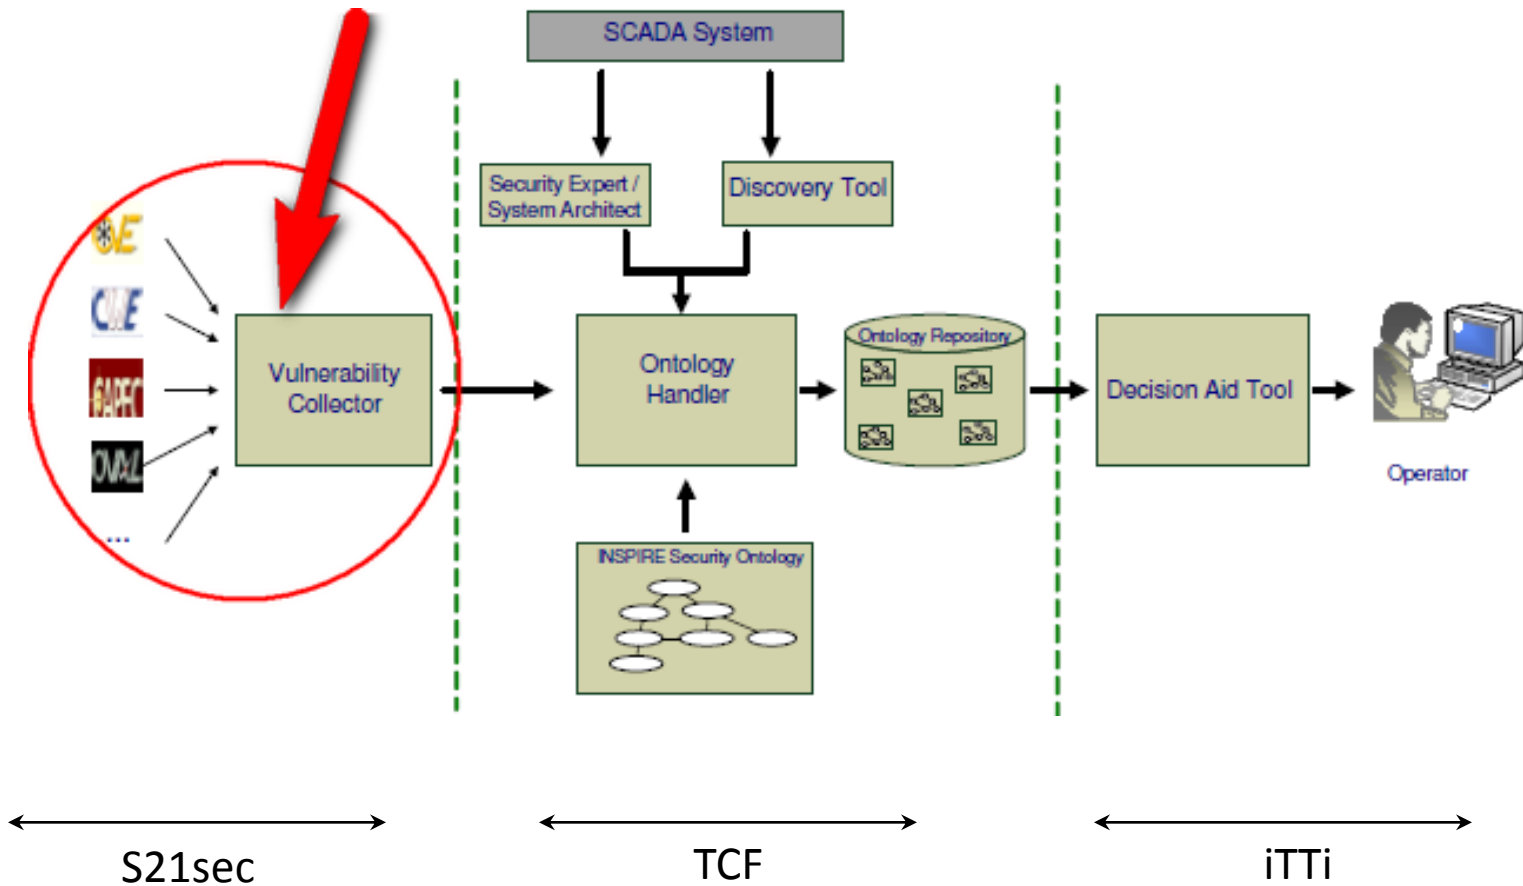 SCADA System
Security Expert /
System Architect
Discovery Tool
CWE
CAPEC
OVAL
...
Vulnerability
Collector
Ontology
Handler
Ontology Repository
Decision Aid Tool
Operator
INSPIRE Security Ontology
S21sec
TCF
iTTi